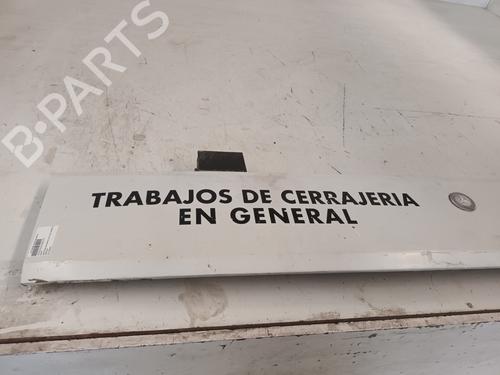 B-PARTS
TRABAJOS DE CERRAJERIA
EN GENERAL